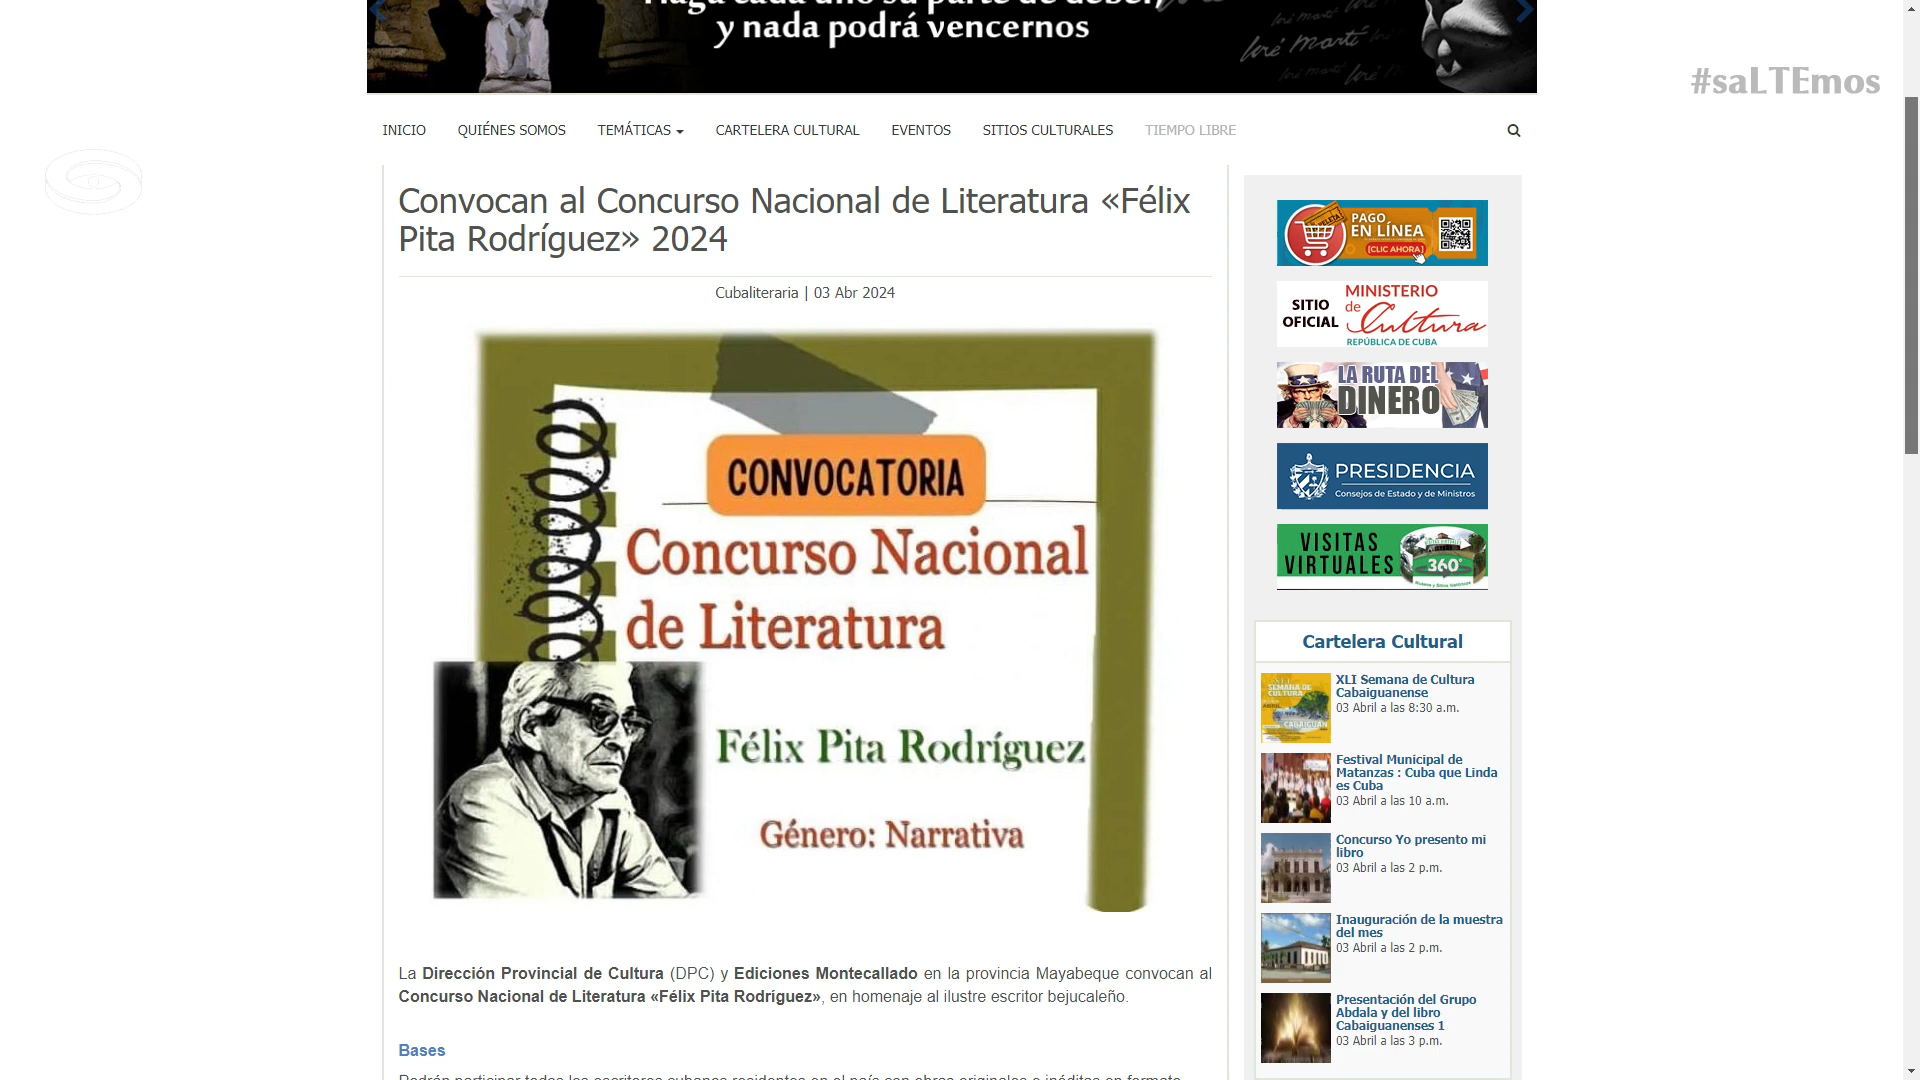 y nada podrá vencernos
#saLTEmos
INICIO
QUIÉNES SOMOS
TEMÁTICAS
CARTELERA CULTURAL
EVENTOS
SITIOS CULTURALES
TIEMPO LIBRE
Convocan al Concurso Nacional de Literatura «Félix
Pita Rodríguez» 2024
Cubaliteraria | 03 Abr 2024
CONVOCATORIA
Concurso Nacional
de Literatura
Félix Pita Rodríguez
Género: Narrativa
La Dirección Provincial de Cultura (DPC) y Ediciones Montecallado en la provincia Mayabeque convocan al
Concurso Nacional de Literatura «Félix Pita Rodríguez», en homenaje al ilustre escritor bejucaleño.
Bases
PAGO
EN LÍNEA
[CLIC AHORA]
SITIO
OFICIAL
MINISTERIO
de
Cultura
REPÚBLICA DE CUBA
LA RUTA DEL
DINERO
PRESIDENCIA
Consejos de Estado y de Ministros
VISITAS
VIRTUALES
360°
Cartelera Cultural
XLI Semana de Cultura
Cabaiguanense
03 Abril a las 8:30 a.m.
Festival Municipal de
Matanzas : Cuba que Linda
es Cuba
03 Abril a las 10 a.m.
Concurso Yo presento mi
libro
03 Abril a las 2 p.m.
Inauguración de la muestra
del mes
03 Abril a las 2 p.m.
Presentación del Grupo
Abdala y del libro
Cabaiguanenses 1
03 Abril a las 3 p.m.